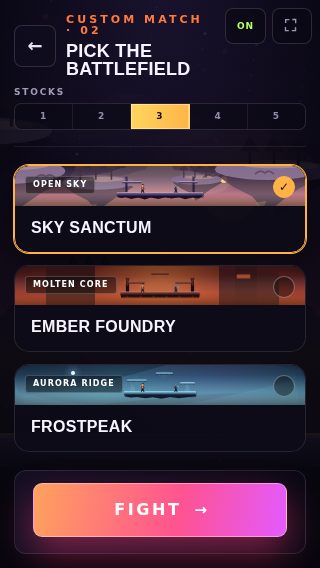 ←
CUSTOM MATCH
· 02
PICK THE
BATTLEFIELD
ON
STOCKS
1 2 3 4 5
OPEN SKY
✓
SKY SANCTUM
MOLTEN CORE
EMBER FOUNDRY
AURORA RIDGE
FROSTPEAK
FIGHT →